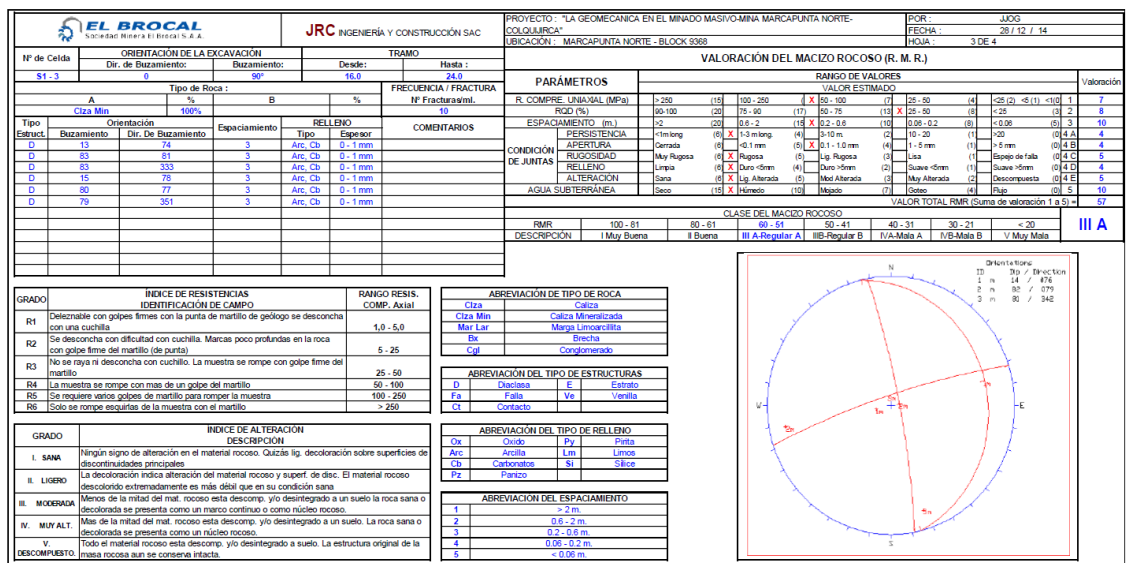 EL BROCAL
Sociedad Minera El Brocal S.A.A.
JRC INGENIERÍA Y CONSTRUCCIÓN SAC
PROYECTO : "LA GEOMECANICA EN EL MINADO MASIVO-MINA MARCAPUNTA NORTE-COLQUIJIRCA"
UBICACIÓN : MARCAPUNTA NORTE - BLOCK 9368
POR : JJOG
FECHA : 28 / 12 / 14
HOJA : 3 DE 4
Nº de Celda ORIENTACIÓN DE LA EXCAVACIÓN TRAMO
Dir. de Buzamiento: Buzamiento: Desde: Hasta :
S1 - 3 0 90° 16.0 24.0
Tipo de Roca : FRECUENCIA / FRACTURA
A % B % Nº Fracturas/ml.
Clza Min 100% 10
Tipo Estruct. Orientación Espaciamiento RELLENO COMENTARIOS
Buzamiento Dir. De Buzamiento Tipo Espesor
D 13 74 3 Arc, Cb 0 - 1 mm
D 83 81 3 Arc, Cb 0 - 1 mm
D 83 333 3 Arc, Cb 0 - 1 mm
D 15 78 3 Arc, Cb 0 - 1 mm
D 80 77 3 Arc, Cb 0 - 1 mm
D 79 351 3 Arc, Cb 0 - 1 mm
VALORACIÓN DEL MACIZO ROCOSO (R. M. R.)
PARÁMETROS RANGO DE VALORES Valoración
VALOR ESTIMADO
R. COMPRE. UNIAXIAL (MPa) > 250 (15) 100 - 250 ( X 50 - 100 (7) 25 - 50 (4) <25 (2) <5 (1) <1(0) 1 7
RQD (%) 90-100 (20) 75 - 90 (17) 50 - 75 (13) X 25 - 50 (8) < 25 (3) 2 8
ESPACIAMIENTO (m.) >2 (20) 0.6 - 2 (15) X 0.2 - 0.6 (10) 0.06 - 0.2 (8) < 0.06 (5) 3 10
CONDICIÓN DE JUNTAS
PERSISTENCIA <1m long (6) X 1-3 m long. (4) 3-10 m. (2) 10 - 20 (1) >20 (0) 4 A 4
APERTURA Cerrada (6) <0.1 mm (5) X 0.1 - 1.0 mm (4) 1 - 5 mm (1) > 5 mm (0) 4 B 4
RUGOSIDAD Muy Rugosa (6) X Rugosa (5) Lig. Rugosa (3) Lisa (1) Espejo de falla (0) 4 C 5
RELLENO Limpia (6) X Duro <5mm (4) Duro >5mm (2) Suave <5mm (1) Suave >5mm (0) 4 D 4
ALTERACIÓN Sana (6) X Lig. Alterada (5) Mod Alterada (3) Muy Alterada (2) Descompuesta (0) 4 E 5
AGUA SUBTERRÁNEA Seco (15) X Húmedo (10) Mojado (7) Goteo (4) Flujo (0) 5 10
VALOR TOTAL RMR (Suma de valoración 1 a 5) = 57
CLASE DEL MACIZO ROCOSO
RMR 100 - 81 80 - 61 60 - 51 50 - 41 40 - 31 30 - 21 < 20 III A
DESCRIPCIÓN I Muy Buena II Buena III A-Regular A IIIB-Regular B IVA-Mala A IVB-Mala B V Muy Mala
GRADO ÍNDICE DE RESISTENCIAS RANGO RESIS.
IDENTIFICACIÓN DE CAMPO COMP. Axial
R1 Deleznable con golpes firmes con la punta de martillo de geólogo se desconcha con una cuchilla 1,0 - 5,0
R2 Se desconcha con dificultad con cuchilla. Marcas poco profundas en la roca con golpe firme del martillo (de punta) 5 - 25
R3 No se raya ni desconcha con cuchillo. La muestra se rompe con golpe firme del martillo 25 - 50
R4 La muestra se rompe con mas de un golpe del martillo 50 - 100
R5 Se requiere varios golpes de martillo para romper la muestra 100 - 250
R6 Solo se rompe esquirlas de la muestra con el martillo > 250
GRADO ÍNDICE DE ALTERACIÓN
DESCRIPCIÓN
I. SANA Ningún signo de alteración en el material rocoso. Quizás lig. decoloración sobre superficies de discontinuidades principales
II. LIGERO La decoloración indica alteración del material rocoso y superf. de disc. El material rocoso decolorido extremadamente es más débil que en su condición sana
III. MODERADA Menos de la mitad del mat. rocoso esta descomp. y/o desintegrado a un suelo la roca sana o decolorada se presenta como un marco continuo o como núcleo rocoso.
IV. MUY ALT. Mas de la mitad del mat. rocoso esta descomp. y/o desintegrado a un suelo. La roca sana o decolorada se presenta como un núcleo rocoso.
V. DESCOMPUESTO. Todo el material rocoso esta descomp. y/o desintegrado a suelo. La estructura original de la masa rocosa aun se conserva intacta.
ABREVIACIÓN DE TIPO DE ROCA
Clza Caliza
Clza Min Caliza Mineralizada
Mar Lar Marga Limoarcillita
Bx Brecha
Cgl Conglomerado
ABREVIACIÓN DEL TIPO DE ESTRUCTURAS
D Diaclasa E Estrato
Fa Falla Ve Venilla
Ct Contacto
ABREVIACIÓN DEL TIPO DE RELLENO
Ox Oxido Py Pirita
Arc Arcilla Lm Limos
Cb Carbonatos Si Sílice
Pz Panizo
ABREVIACIÓN DEL ESPACIAMIENTO
1 > 2 m.
2 0.6 - 2 m.
3 0.2 - 0.6 m.
4 0.06 - 0.2 m.
5 < 0.06 m.
Orientations
ID Dip / Direction
1 m 14 / 076
2 m 82 / 079
3 m 81 / 342
N
W
E
S